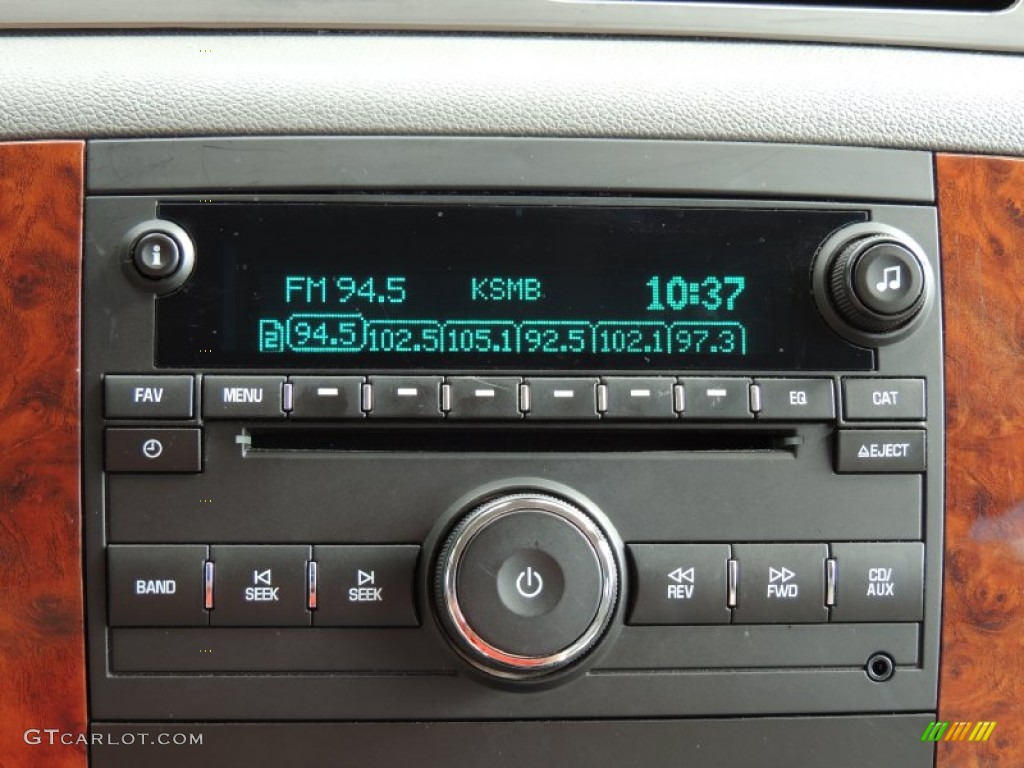 i
FM 94.5 KSMB 10:37
2 94.5 102.5 105.1 92.5 102.1 97.3
FAV MENU EQ CAT
EJECT
BAND SEEK SEEK REV FWD CD/
AUX
GTCARLOT.COM